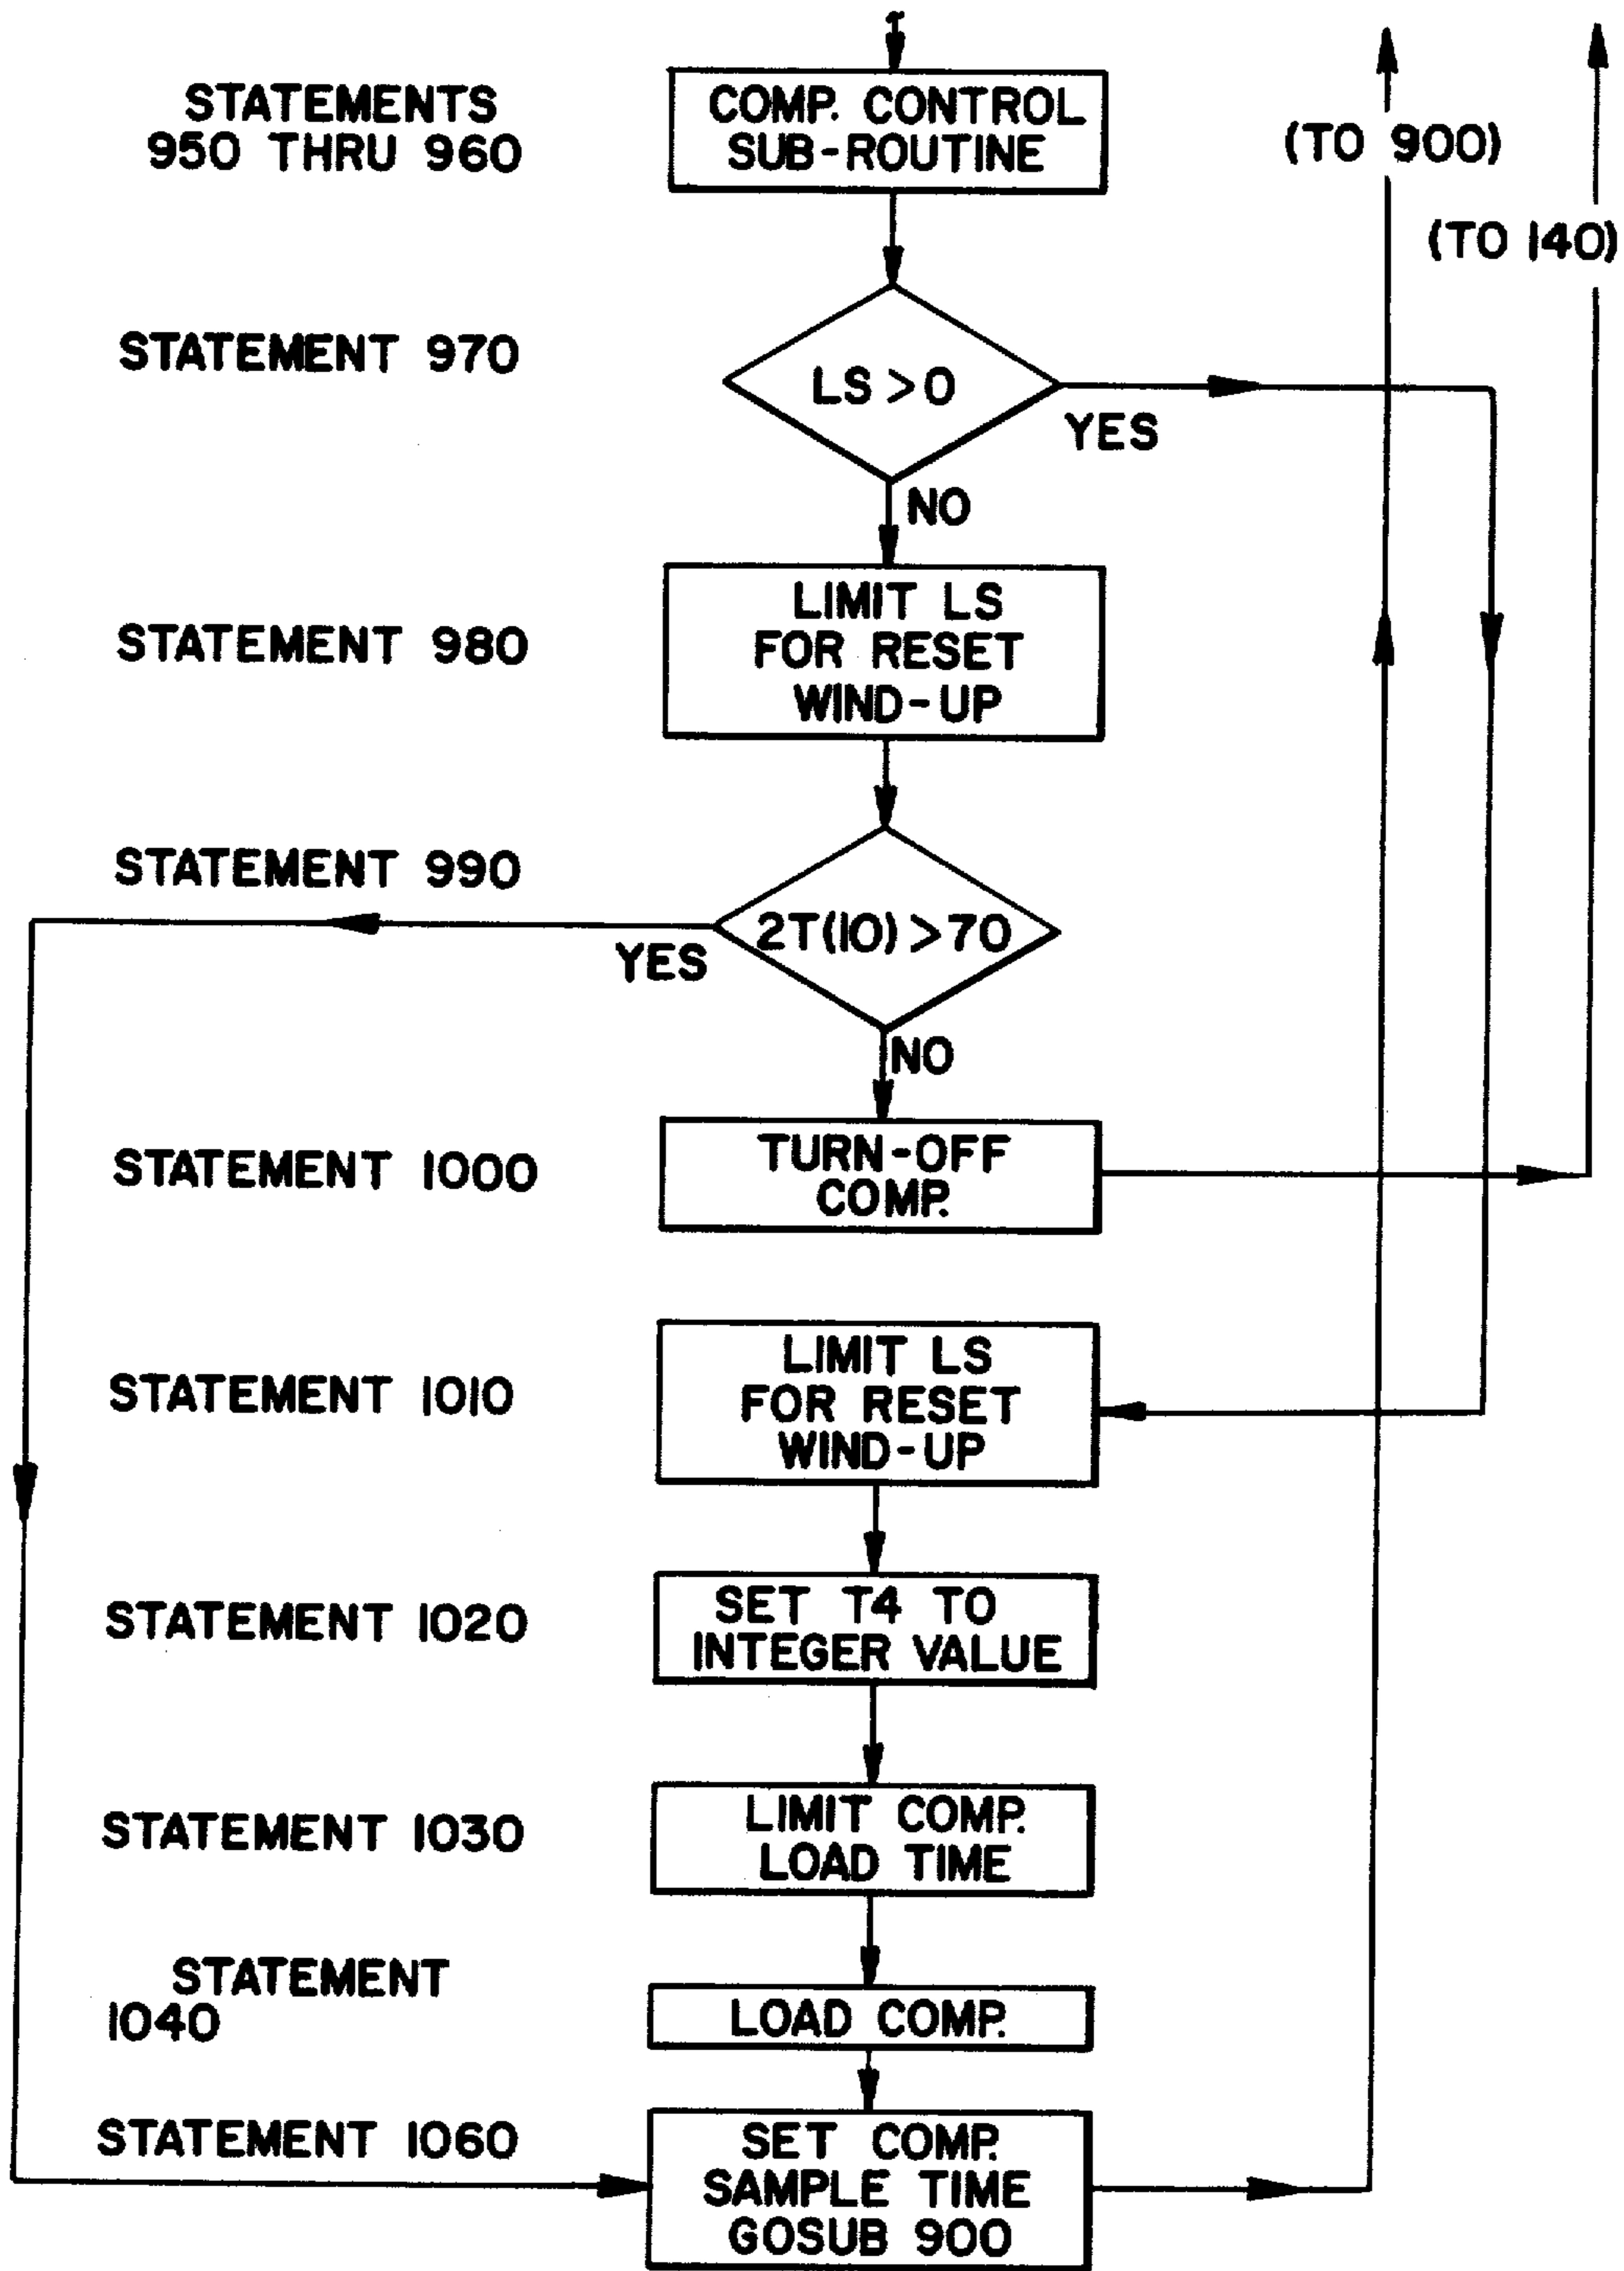 STATEMENTS
950 THRU 960
COMP. CONTROL
SUB-ROUTINE
(TO 900)
(TO 140)
STATEMENT 970
LS > 0
YES
NO
STATEMENT 980
LIMIT LS
FOR RESET
WIND-UP
STATEMENT 990
2T(10) > 70
YES
NO
STATEMENT 1000
TURN-OFF
COMP.
STATEMENT 1010
LIMIT LS
FOR RESET
WIND-UP
STATEMENT 1020
SET T4 TO
INTEGER VALUE
STATEMENT 1030
LIMIT COMP.
LOAD TIME
STATEMENT
1040
LOAD COMP.
STATEMENT 1060
SET COMP.
SAMPLE TIME
GOSUB 900